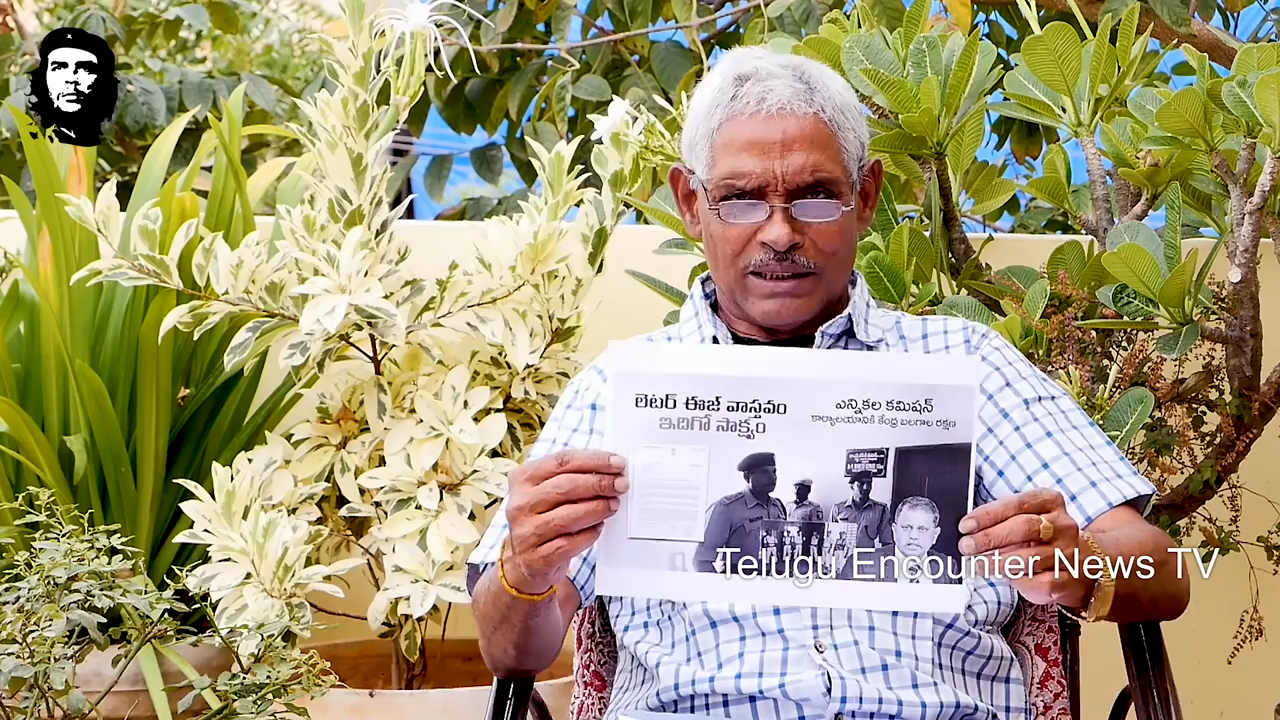 లెటర్ ఈజ్ వాస్తవం
ఇదిగో సాక్ష్యం
ఎన్నికల కమిషన్
కార్యాలయానికి కేంద్ర బలగాల రక్షణ
Telugu Encounter News TV